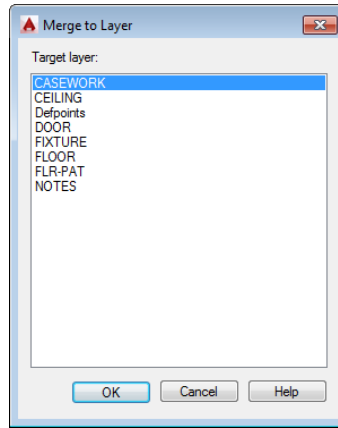 Merge to Layer
Target layer:
CASEWORK
CEILING
Defpoints
DOOR
FIXTURE
FLOOR
FLR-PAT
NOTES
OK Cancel Help